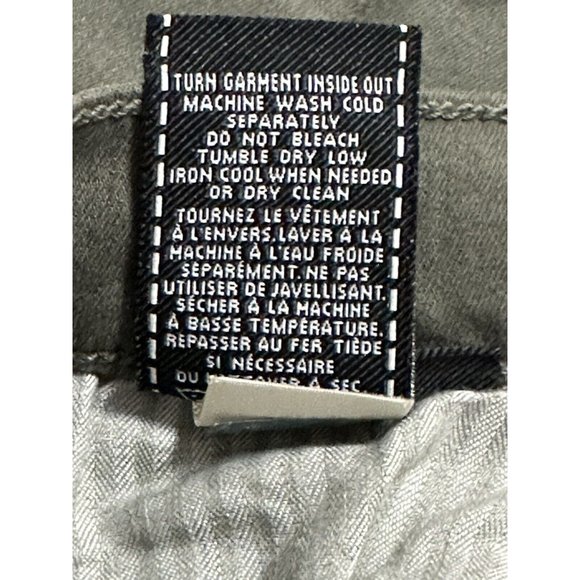 TURN GARMENT INSIDE OUT
MACHINE WASH COLD
SEPARATELY
DO NOT BLEACH
TUMBLE DRY LOW
IRON COOL WHEN NEEDED
OR DRY CLEAN
TOURNEZ LE VÊTEMENT
À L'ENVERS.LAVER À LA
MACHINE À L'EAU FROIDE
SÉPARÉMENT.NE PAS
UTILISER DE JAVELLISANT.
SÉCHER À LA MACHINE
À BASSE TEMPÉRATURE.
REPASSER AU FER TIÈDE
SI NÉCESSAIRE
OU À SEC